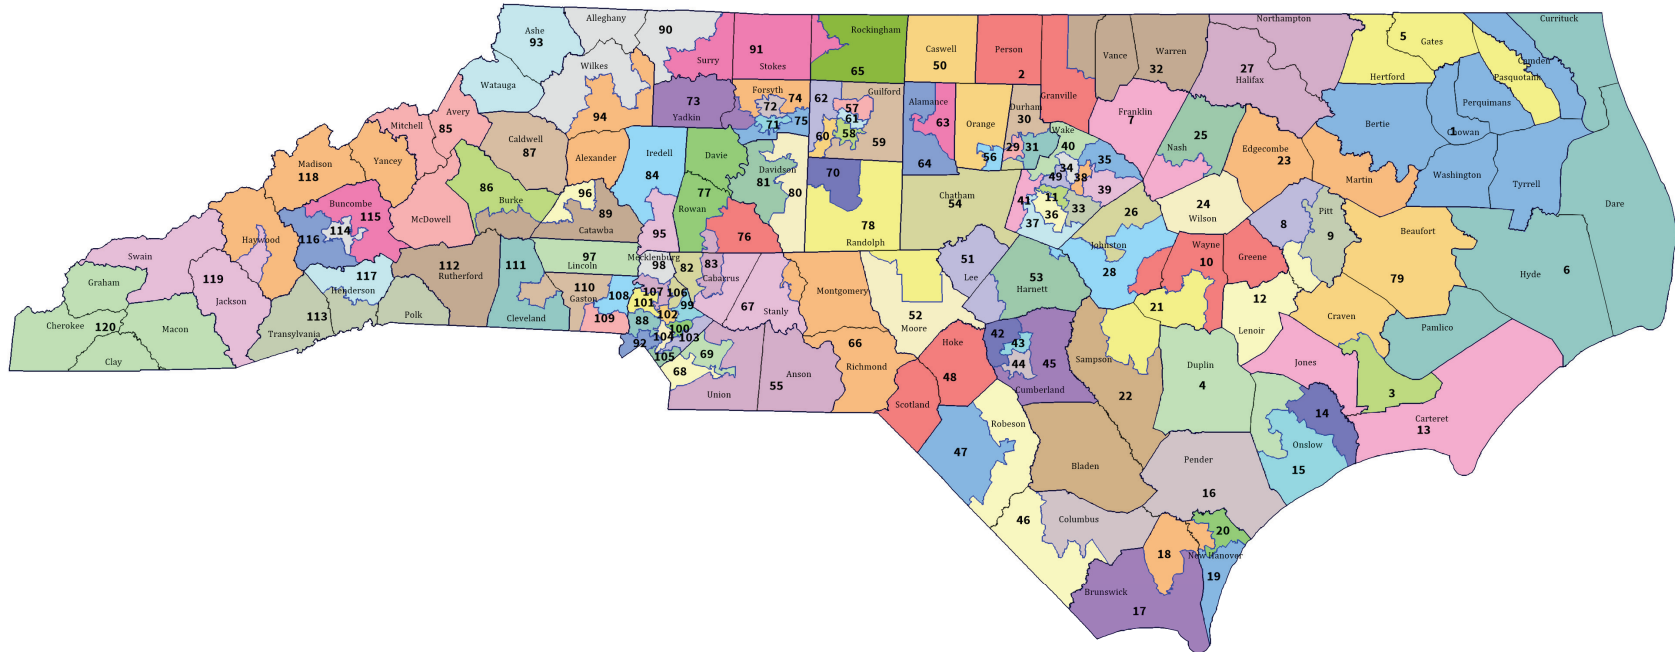 Ashe
93
Alleghany
90
Watauga
Wilkes
Surry
91
Stokes
Rockingham
65
Caswell
50
Person
2
Granville
Vance
Warren
32
Northampton
27
Halifax
5
Gates
Hertford
Currituck
Camden
Pasquotank
Perquimans
1
Chowan
Bertie
Mitchell
Avery
85
94
73
Yadkin
Forsyth
74
72
71
75
62
Guilford
57
61
58
60
59
Alamance
63
64
Orange
56
Durham
30
29
31
Wake
40
34
35
49
38
39
11
41
36
33
37
Franklin
7
25
Nash
Edgecombe
23
Martin
Washington
Tyrrell
Dare
Madison
118
Yancey
Caldwell
87
Alexander
Iredell
84
Davie
Davidson
81
80
70
78
Randolph
Chatham
54
26
Johnston
28
24
Wilson
8
Pitt
9
Beaufort
79
Hyde
6
Buncombe
115
114
116
McDowell
86
Burke
96
89
Catawba
95
77
Rowan
76
Haywood
Swain
119
Jackson
Graham
Cherokee
120
Macon
Clay
117
Henderson
113
Transylvania
Polk
112
Rutherford
111
Cleveland
97
Lincoln
110
Gaston
108
109
Mecklenburg
98
82
83
Cabarrus
107
106
101
99
102
88
100
104
103
92
105
69
68
Union
67
Stanly
55
Anson
Montgomery
66
Richmond
52
Moore
51
Lee
53
Harnett
Hoke
48
Scotland
42
43
44
45
Cumberland
Wayne
10
Greene
21
12
Lenoir
Craven
Pamlico
Jones
3
Carteret
13
Sampson
22
Duplin
4
14
Onslow
15
47
Robeson
46
Bladen
Columbus
Pender
16
18
20
New Hanover
19
Brunswick
17